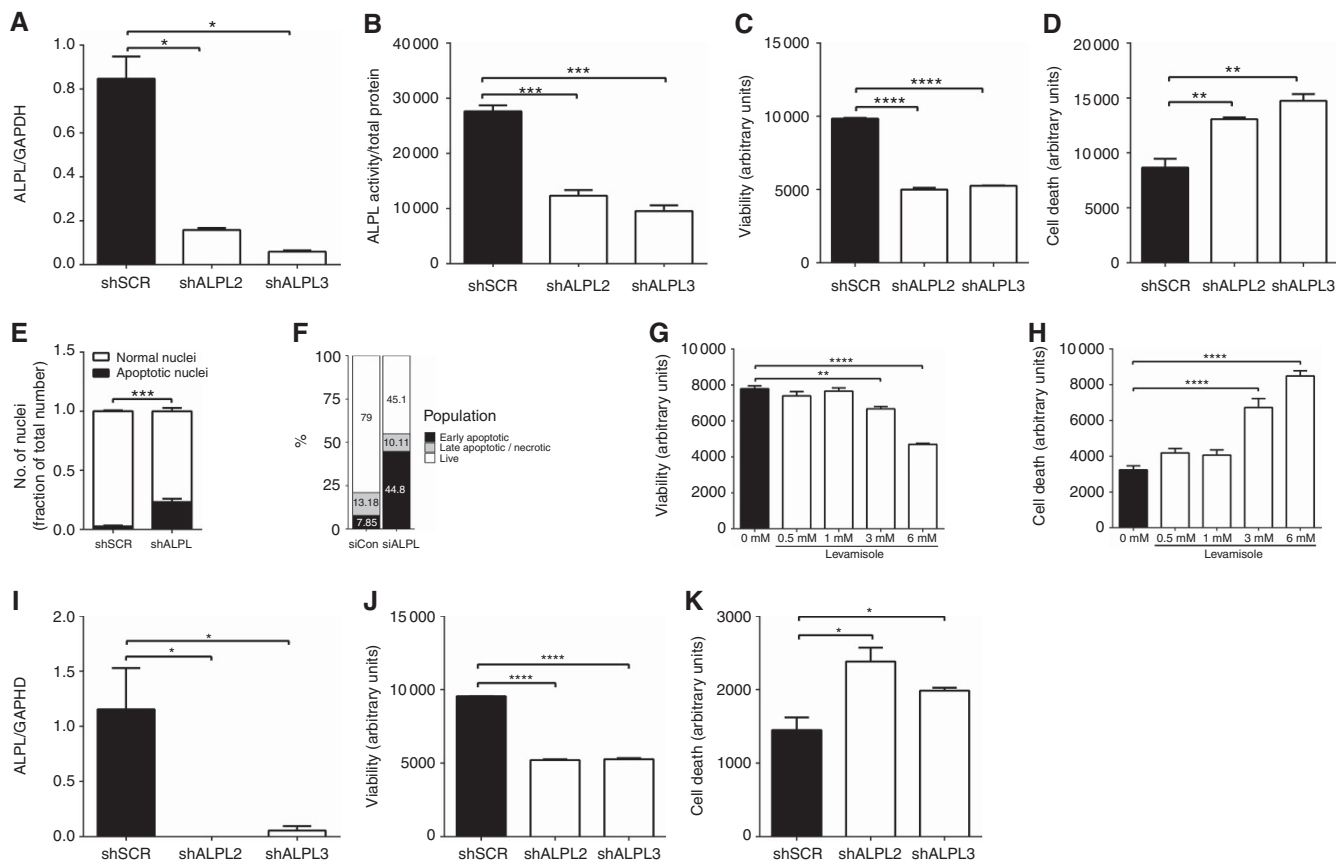 A
ALPL/GAPDH
1.0
0.8
0.6
0.4
0.2
0.0
*
*
shSCR shALPL2 shALPL3
B
ALPL activity/total protein
40 000
30 000
20 000
10 000
0
***
***
shSCR shALPL2 shALPL3
C
Viability (arbitrary units)
15 000
10 000
5000
0
****
****
shSCR shALPL2 shALPL3
D
Cell death (arbitrary units)
20 000
15 000
10 000
5000
0
**
**
shSCR shALPL2 shALPL3
E
No. of nuclei
(fraction of total number)
1.5
1.0
0.5
0.0
Normal nuclei
Apoptotic nuclei
***
shSCR shALPL
F
%
100
75
50
25
0
79
13.18
7.85
45.1
10.11
44.8
siCon siALPL
Population
Early apoptotic
Late apoptotic / necrotic
Live
G
Viability (arbitrary units)
10 000
8000
6000
4000
2000
0
****
**
0 mM 0.5 mM 1 mM 3 mM 6 mM
Levamisole
H
Cell death (arbitrary units)
10 000
8000
6000
4000
2000
0
****
****
0 mM 0.5 mM 1 mM 3 mM 6 mM
Levamisole
I
ALPL/GAPHD
2.0
1.5
1.0
0.5
0.0
*
*
shSCR shALPL2 shALPL3
J
Viability (arbitrary units)
15 000
10 000
5000
0
****
****
shSCR shALPL2 shALPL3
K
Cell death (arbitrary units)
3000
2000
1000
0
*
*
shSCR shALPL2 shALPL3